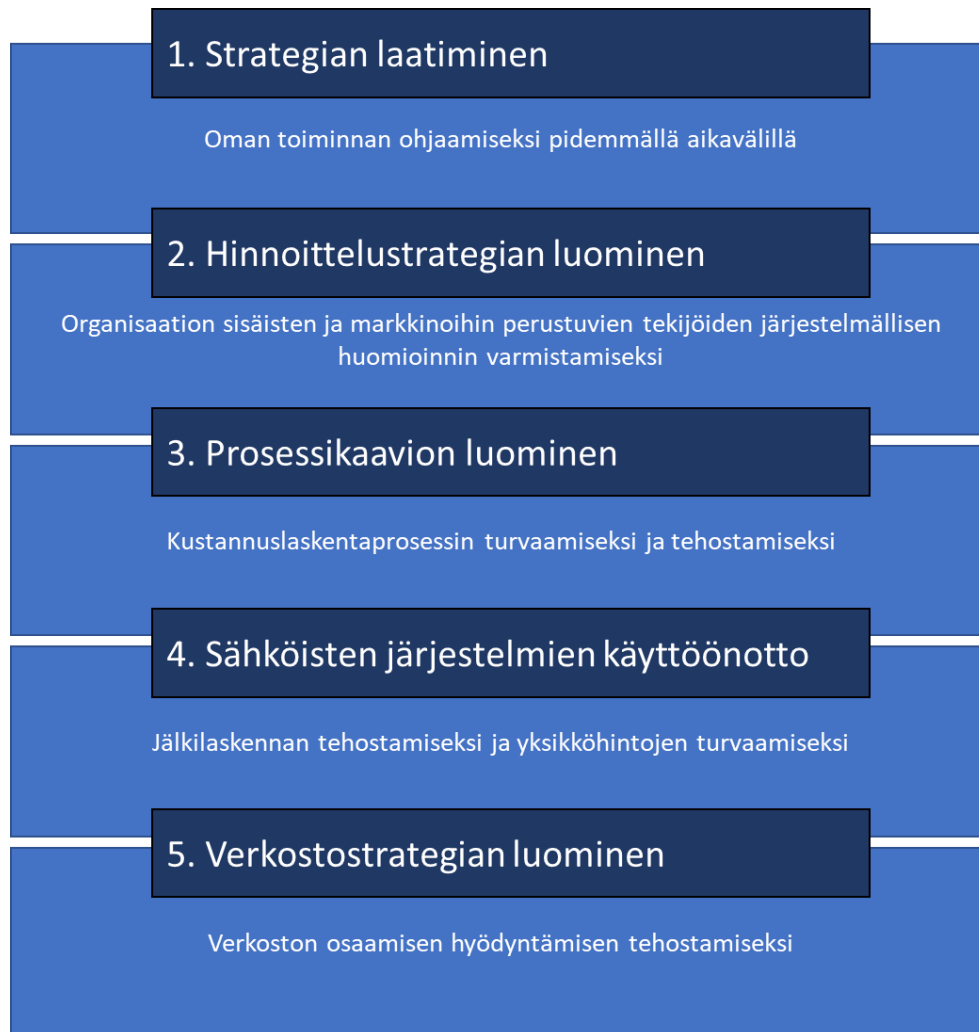 1. Strategian laatiminen
Oman toiminnan ohjaamiseksi pidemmällä aikavälillä
2. Hinnoittelustrategian luominen
Organisaation sisäisten ja markkinoihin perustuvien tekijöiden järjestelmällisen
huomioinnin varmistamiseksi
3. Prosessikaavion luominen
Kustannuslaskentaprosessin turvaamiseksi ja tehostamiseksi
4. Sähköisten järjestelmien käyttöönotto
Jälkilaskennan tehostamiseksi ja yksikköhintojen turvaamiseksi
5. Verkostostrategian luominen
Verkoston osaamisen hyödyntämisen tehostamiseksi